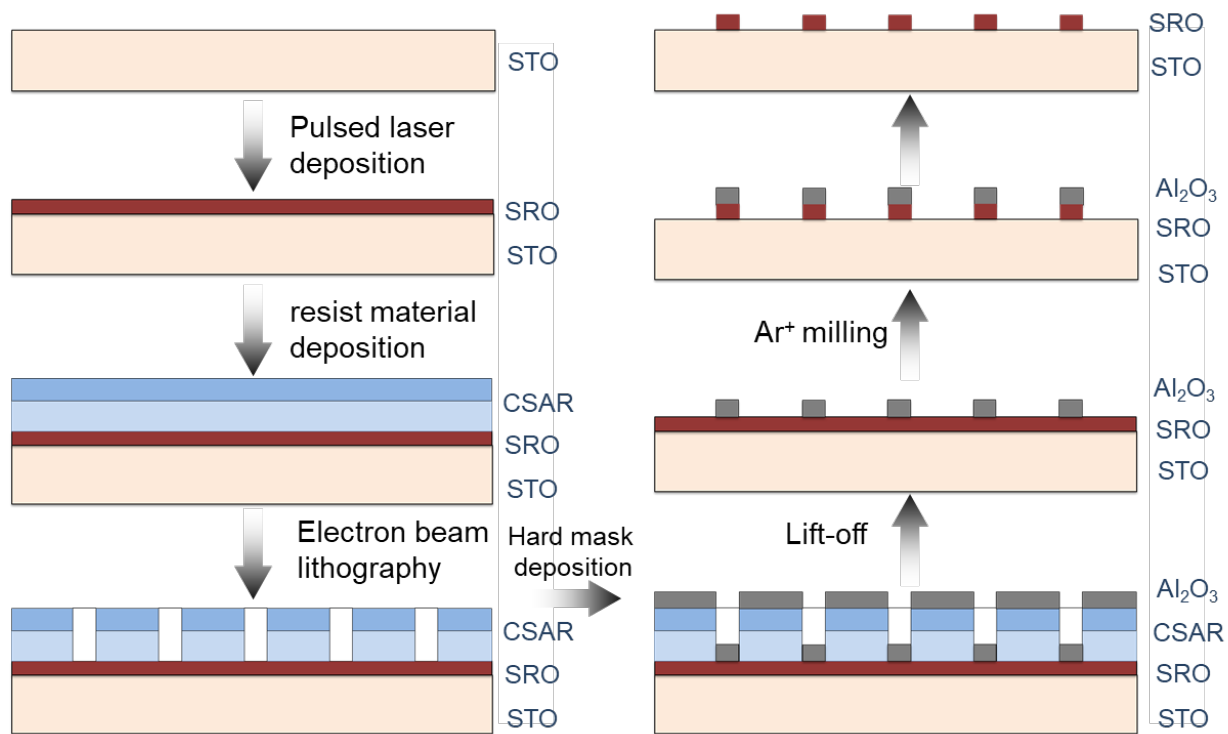 STO
Pulsed laser
deposition
SRO
STO
resist material
deposition
CSAR
SRO
STO
Electron beam
lithography
CSAR
SRO
STO
Hard mask
deposition
Al₂O₃
CSAR
SRO
STO
Lift-off
Al₂O₃
SRO
STO
Ar⁺ milling
Al₂O₃
SRO
STO
SRO
STO